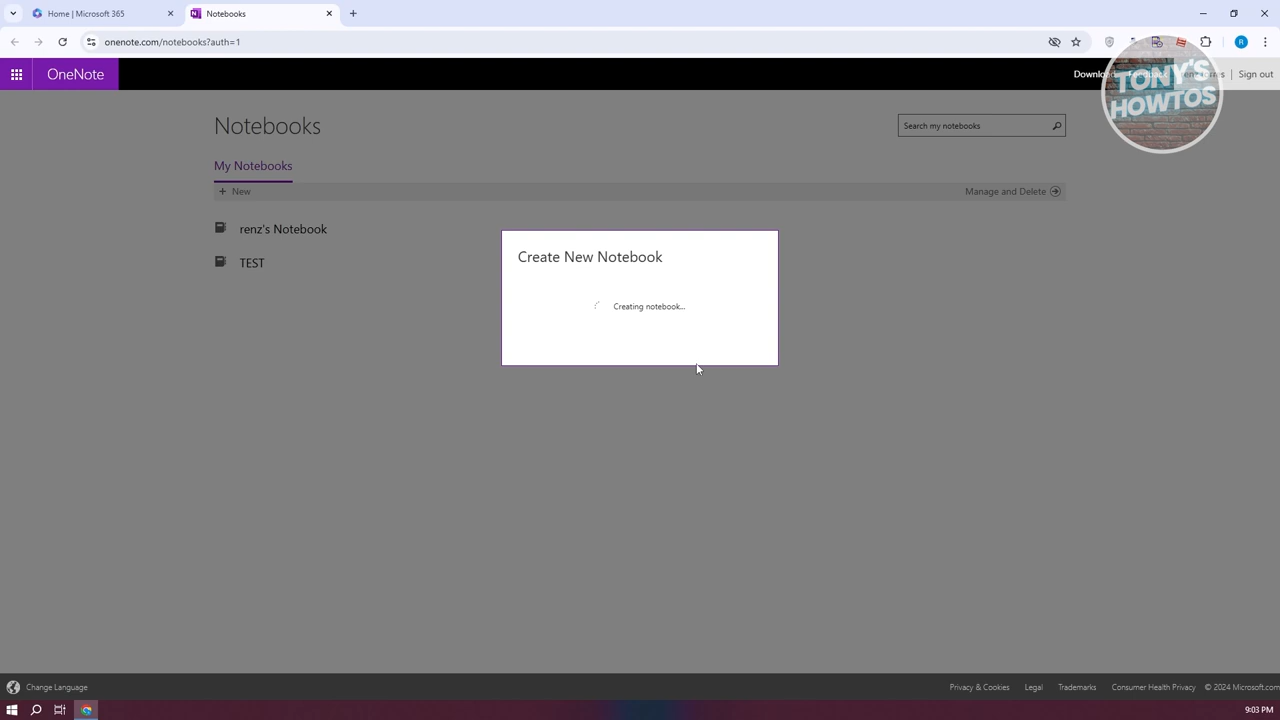 Home | Microsoft 365
Notebooks
onenote.com/notebooks?auth=1
R
OneNote
Download
Feedback
Sign out
TONY'S
HOWTOS
Notebooks
Search my notebooks
My Notebooks
+ New
Manage and Delete
renz's Notebook
TEST
Create New Notebook
Creating notebook...
Change Language
Privacy & Cookies
Legal
Trademarks
Consumer Health Privacy
© 2024 Microsoft.com
9:03 PM